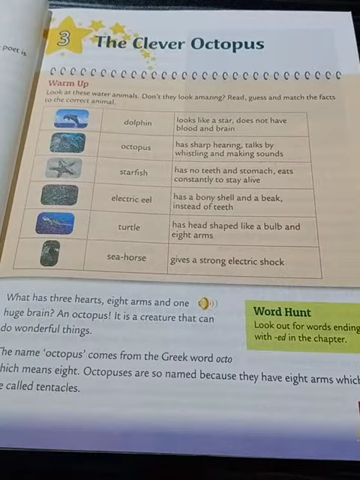 poet is
3 The Clever Octopus
Warm Up
Look at these water animals. Don't they look amazing? Read, guess and match the facts
to the correct animal.
dolphin looks like a star, does not have
blood and brain
octopus has sharp hearing, talks by
whistling and making sounds
starfish has no teeth and stomach, eats
constantly to stay alive
electric eel has a bony shell and a beak,
instead of teeth
turtle has head shaped like a bulb and
eight arms
sea-horse gives a strong electric shock
What has three hearts, eight arms and one
huge brain? An octopus! It is a creature that can
do wonderful things.
Word Hunt
Look out for words ending
with -ed in the chapter.
The name 'octopus' comes from the Greek word octo
which means eight. Octopuses are so named because they have eight arms which
called tentacles.